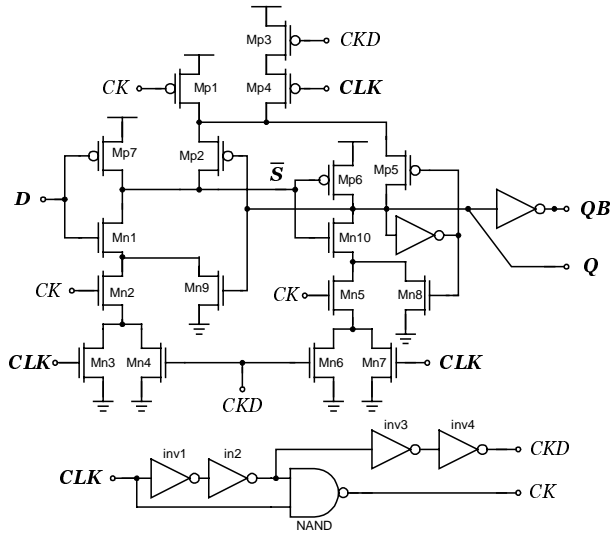 Mp3
CKD
CK
Mp1
Mp4
CLK
Mp7
Mp2
S
Mp6
Mp5
D
QB
Mn1
Mn10
Q
CK
Mn2
Mn9
CK
Mn5
Mn8
CLK
Mn3
Mn4
Mn6
Mn7
CLK
CKD
inv1
in2
inv3
inv4
CKD
CLK
CK
NAND